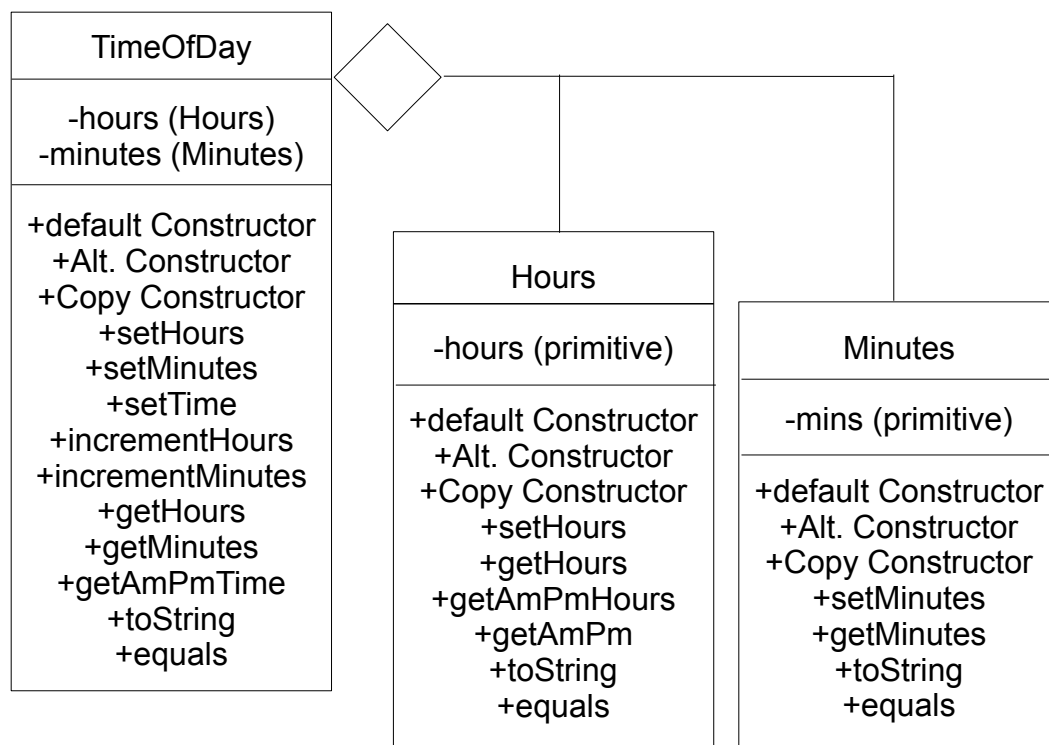 TimeOfDay
-hours (Hours)
-minutes (Minutes)
+default Constructor
+Alt. Constructor
+Copy Constructor
+setHours
+setMinutes
+setTime
+incrementHours
+incrementMinutes
+getHours
+getMinutes
+getAmPmTime
+toString
+equals
Hours
-hours (primitive)
+default Constructor
+Alt. Constructor
+Copy Constructor
+setHours
+getHours
+getAmPmHours
+getAmPm
+toString
+equals
Minutes
-mins (primitive)
+default Constructor
+Alt. Constructor
+Copy Constructor
+setMinutes
+getMinutes
+toString
+equals